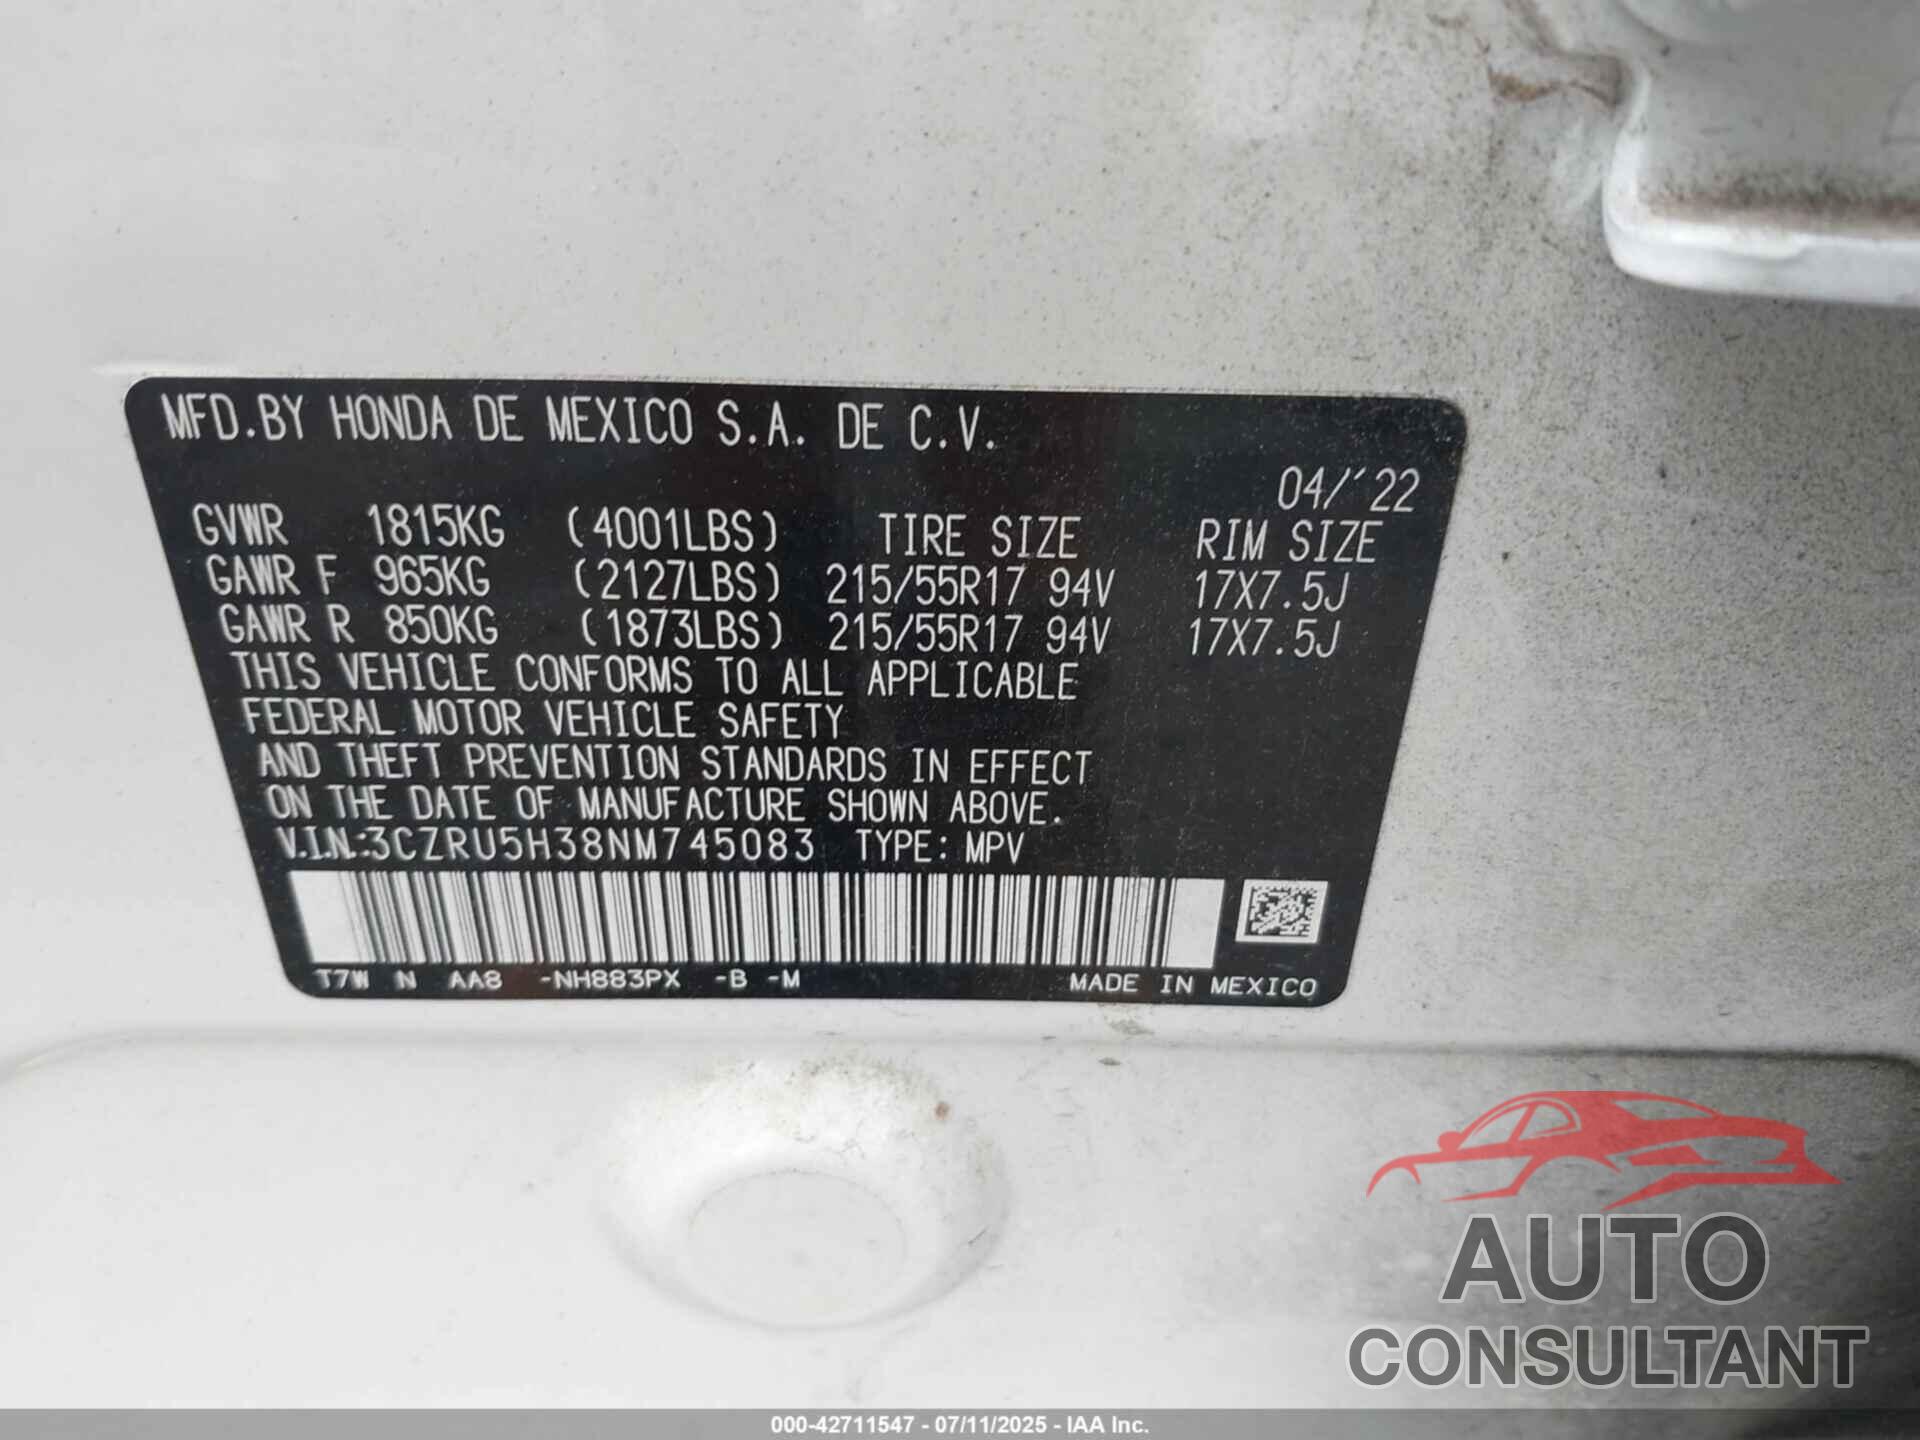 MFD.BY HONDA DE MEXICO S.A. DE C.V.
04/'22
GVWR 1815KG (4001LBS) TIRE SIZE RIM SIZE
GAWR F 965KG (2127LBS) 215/55R17 94V 17X7.5J
GAWR R 850KG (1873LBS) 215/55R17 94V 17X7.5J
THIS VEHICLE CONFORMS TO ALL APPLICABLE
FEDERAL MOTOR VEHICLE SAFETY
AND THEFT PREVENTION STANDARDS IN EFFECT
ON THE DATE OF MANUFACTURE SHOWN ABOVE.
V.I.N.:3CZRU5H38NM745083 TYPE: MPV
T7W N AA8 -NH883PX -B -M MADE IN MEXICO
AUTO
CONSULTANT
000-42711547 - 07/11/2025 - IAA Inc.